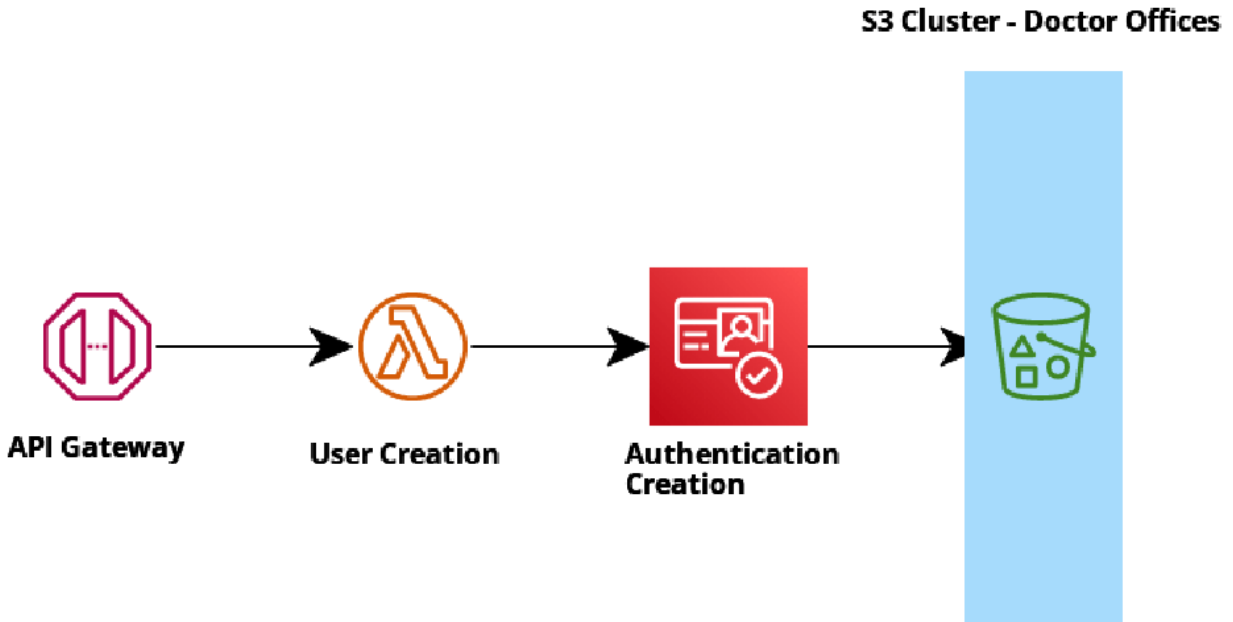 S3 Cluster - Doctor Offices
API Gateway
User Creation
Authentication
Creation